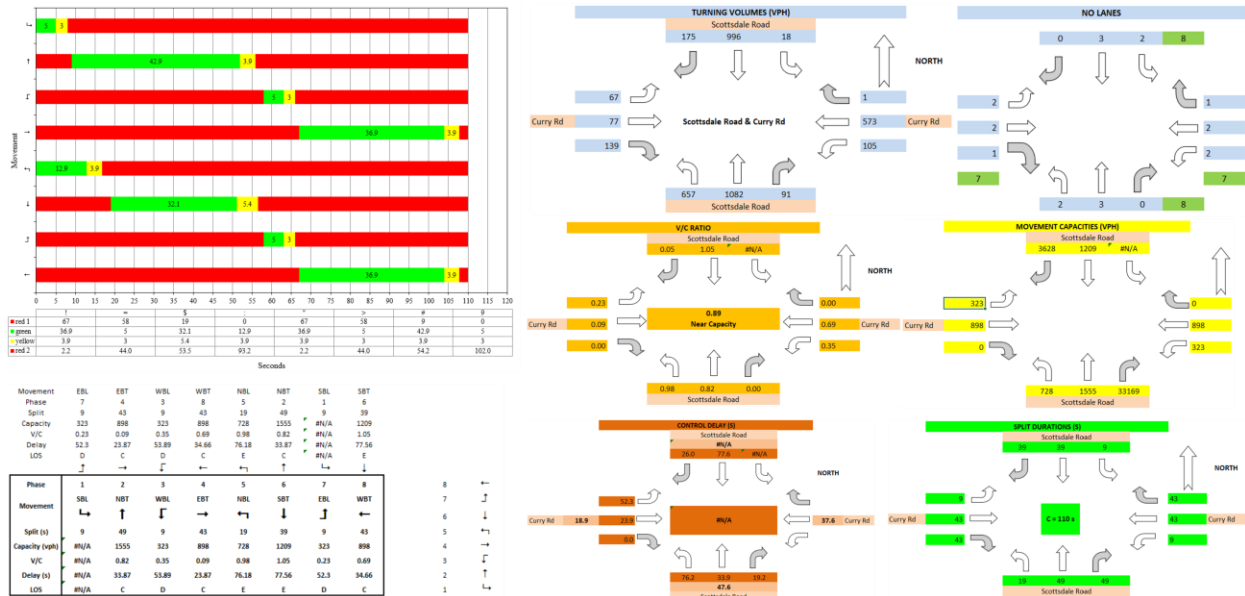 5 3
42.9 3.9
5 3
36.9 3.9
12.9 3.9
32.1 5.4
5 3
36.9 3.9
Movement
0 5 10 15 20 25 30 35 40 45 50 55 60 65 70 75 80 85 90 95 100 105 110 115 120
! = $ : " > # %
red 1 67 58 19 0 67 58 9 0
green 36.9 5 32.1 12.9 36.9 5 42.9 5
yellow 3.9 3 5.4 3.9 3.9 3 3.9 3
red 2 2.2 44.0 53.5 93.2 2.2 44.0 54.2 102.0
Seconds
Movement EBL EBT WBL WBT NBL NBT SBL SBT
Phase 7 4 3 8 5 2 1 6
Split 9 43 9 43 19 49 9 39
Capacity 323 898 323 898 728 1555 #N/A 1209
V/C 0.23 0.09 0.35 0.69 0.98 0.82 #N/A 1.05
Delay 52.3 23.87 53.89 34.66 76.18 33.87 #N/A 77.56
LOS D C D C E C #N/A E
Phase 1 2 3 4 5 6 7 8
Movement SBL NBT WBL EBT NBL SBT EBL WBT
Split (s) 9 49 9 43 19 39 9 43
Capacity (vph) #N/A 1555 323 898 728 1209 323 898
V/C #N/A 0.82 0.35 0.09 0.98 1.05 0.23 0.69
Delay (s) #N/A 33.87 53.89 23.87 76.18 77.56 52.3 34.66
LOS #N/A C D C E E D C
8
7
6
5
4
3
2
1
TURNING VOLUMES (VPH)
Scottsdale Road
175 996 18
NORTH
67 1
Curry Rd 77 Scottsdale Road & Curry Rd 573 Curry Rd
139 105
657 1082 91
Scottsdale Road
NO LANES
0 3 2 8
2 1
2 2
1 2
7 7
2 3 0 8
V/C RATIO
Scottsdale Road
0.05 1.05 #N/A
NORTH
0.23 0.00
Curry Rd 0.09 0.89 0.69 Curry Rd
Near Capacity
0.00 0.35
0.98 0.82 0.00
Scottsdale Road
MOVEMENT CAPACITIES (VPH)
Scottsdale Road
3628 1209 #N/A
NORTH
323 0
Curry Rd 898 898 Curry Rd
0 323
728 1555 33169
Scottsdale Road
CONTROL DELAY (S)
Scottsdale Road
#N/A
26.0 77.6 #N/A
NORTH
52.3
Curry Rd 18.9 23.9 #N/A 37.6 Curry Rd
0.0
76.2 33.9 19.2
47.6
Scottsdale Road
SPLIT DURATIONS (S)
Scottsdale Road
39 39 9
NORTH
9 43
Curry Rd 43 C = 110 s 43 Curry Rd
43 9
19 49 49
Scottsdale Road